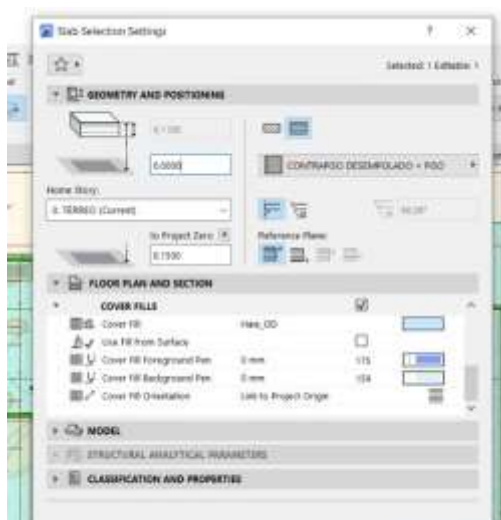 Slab Selection Settings
? ×
Selected: 1 Editable: 1
GEOMETRY AND POSITIONING
0.0000
CONTRAPISO DESEMPOLADO + PISO
Home Story:
0. TÉRREO (Current)
to Project Zero
0.1500
Reference Plane:
FLOOR PLAN AND SECTION
COVER FILLS
Cover Fill
Use Fill from Surface
Cover Fill Foreground Pen 0 mm 175
Cover Fill Background Pen 0 mm
Cover Fill Orientation Link to Project Origin
MODEL
STRUCTURAL ANALYTICAL PARAMETERS
CLASSIFICATION AND PROPERTIES